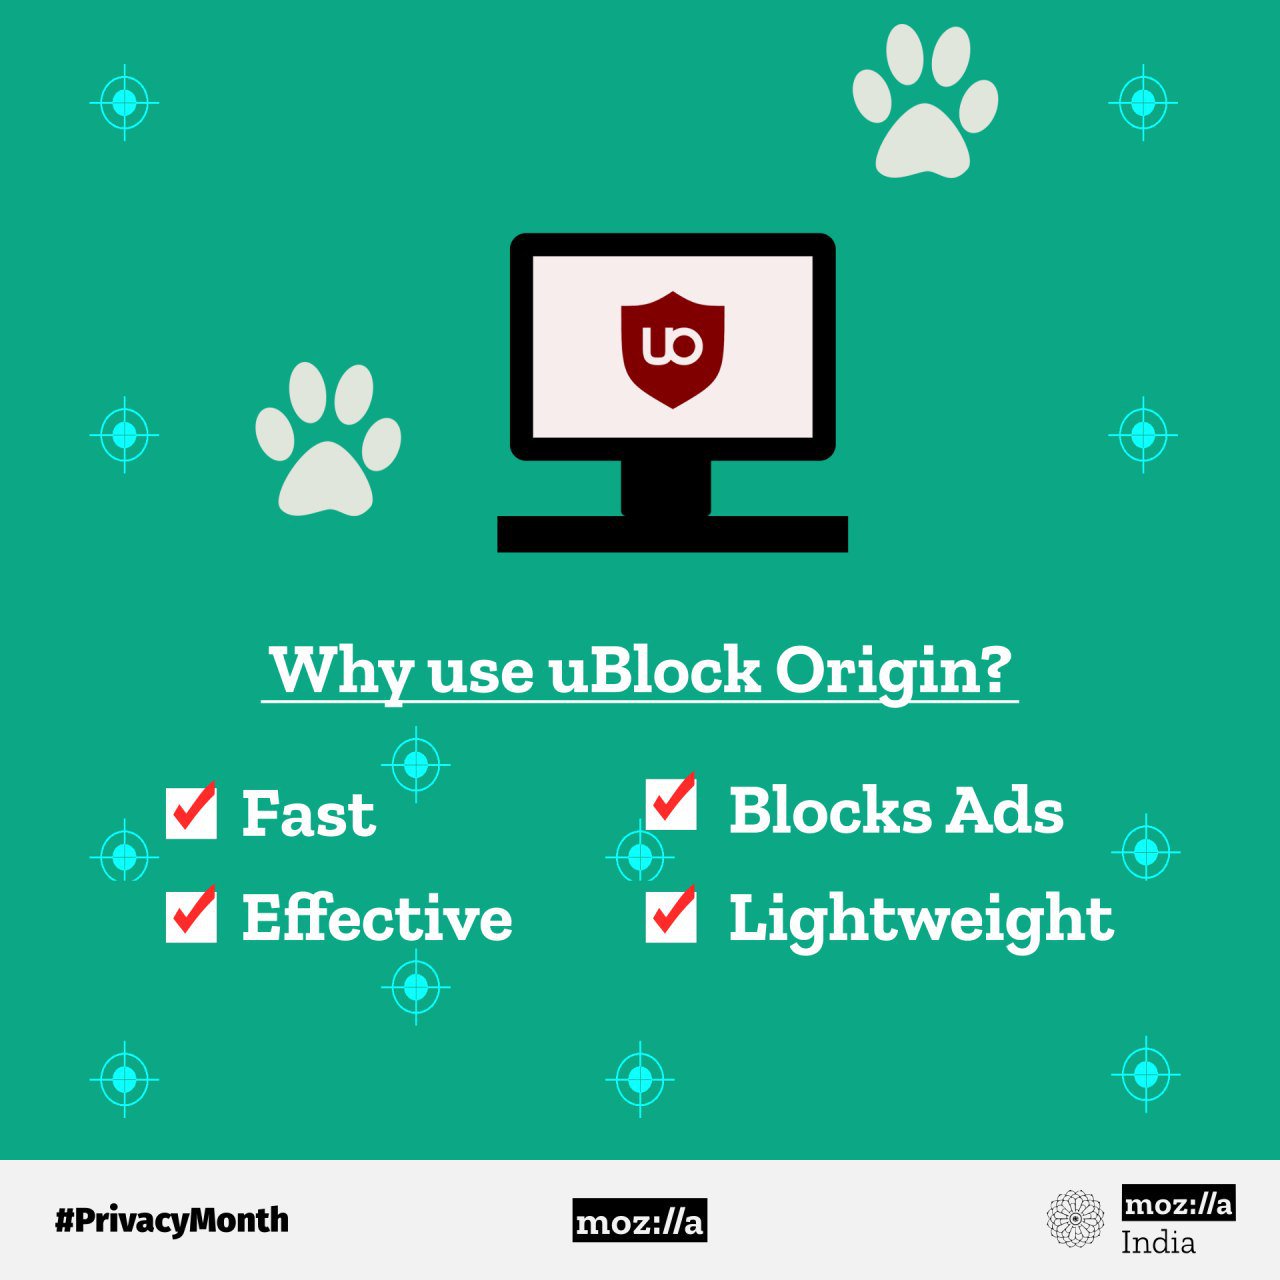 uo
Why use uBlock Origin?
Fast
Blocks Ads
Effective
Lightweight
#PrivacyMonth
moz://a
moz://a
India